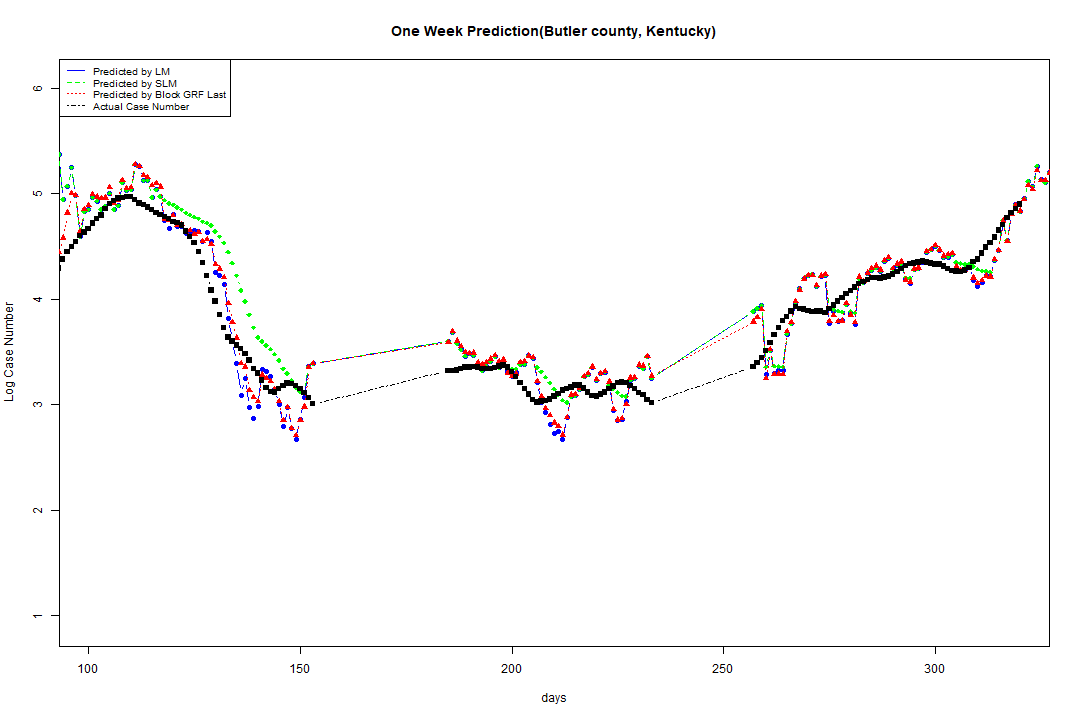 One Week Prediction(Butler county, Kentucky)
Predicted by LM
Predicted by SLM
Predicted by Block GRF Last
Actual Case Number
6
5
4
3
2
1
Log Case Number
100 150 200 250 300
days